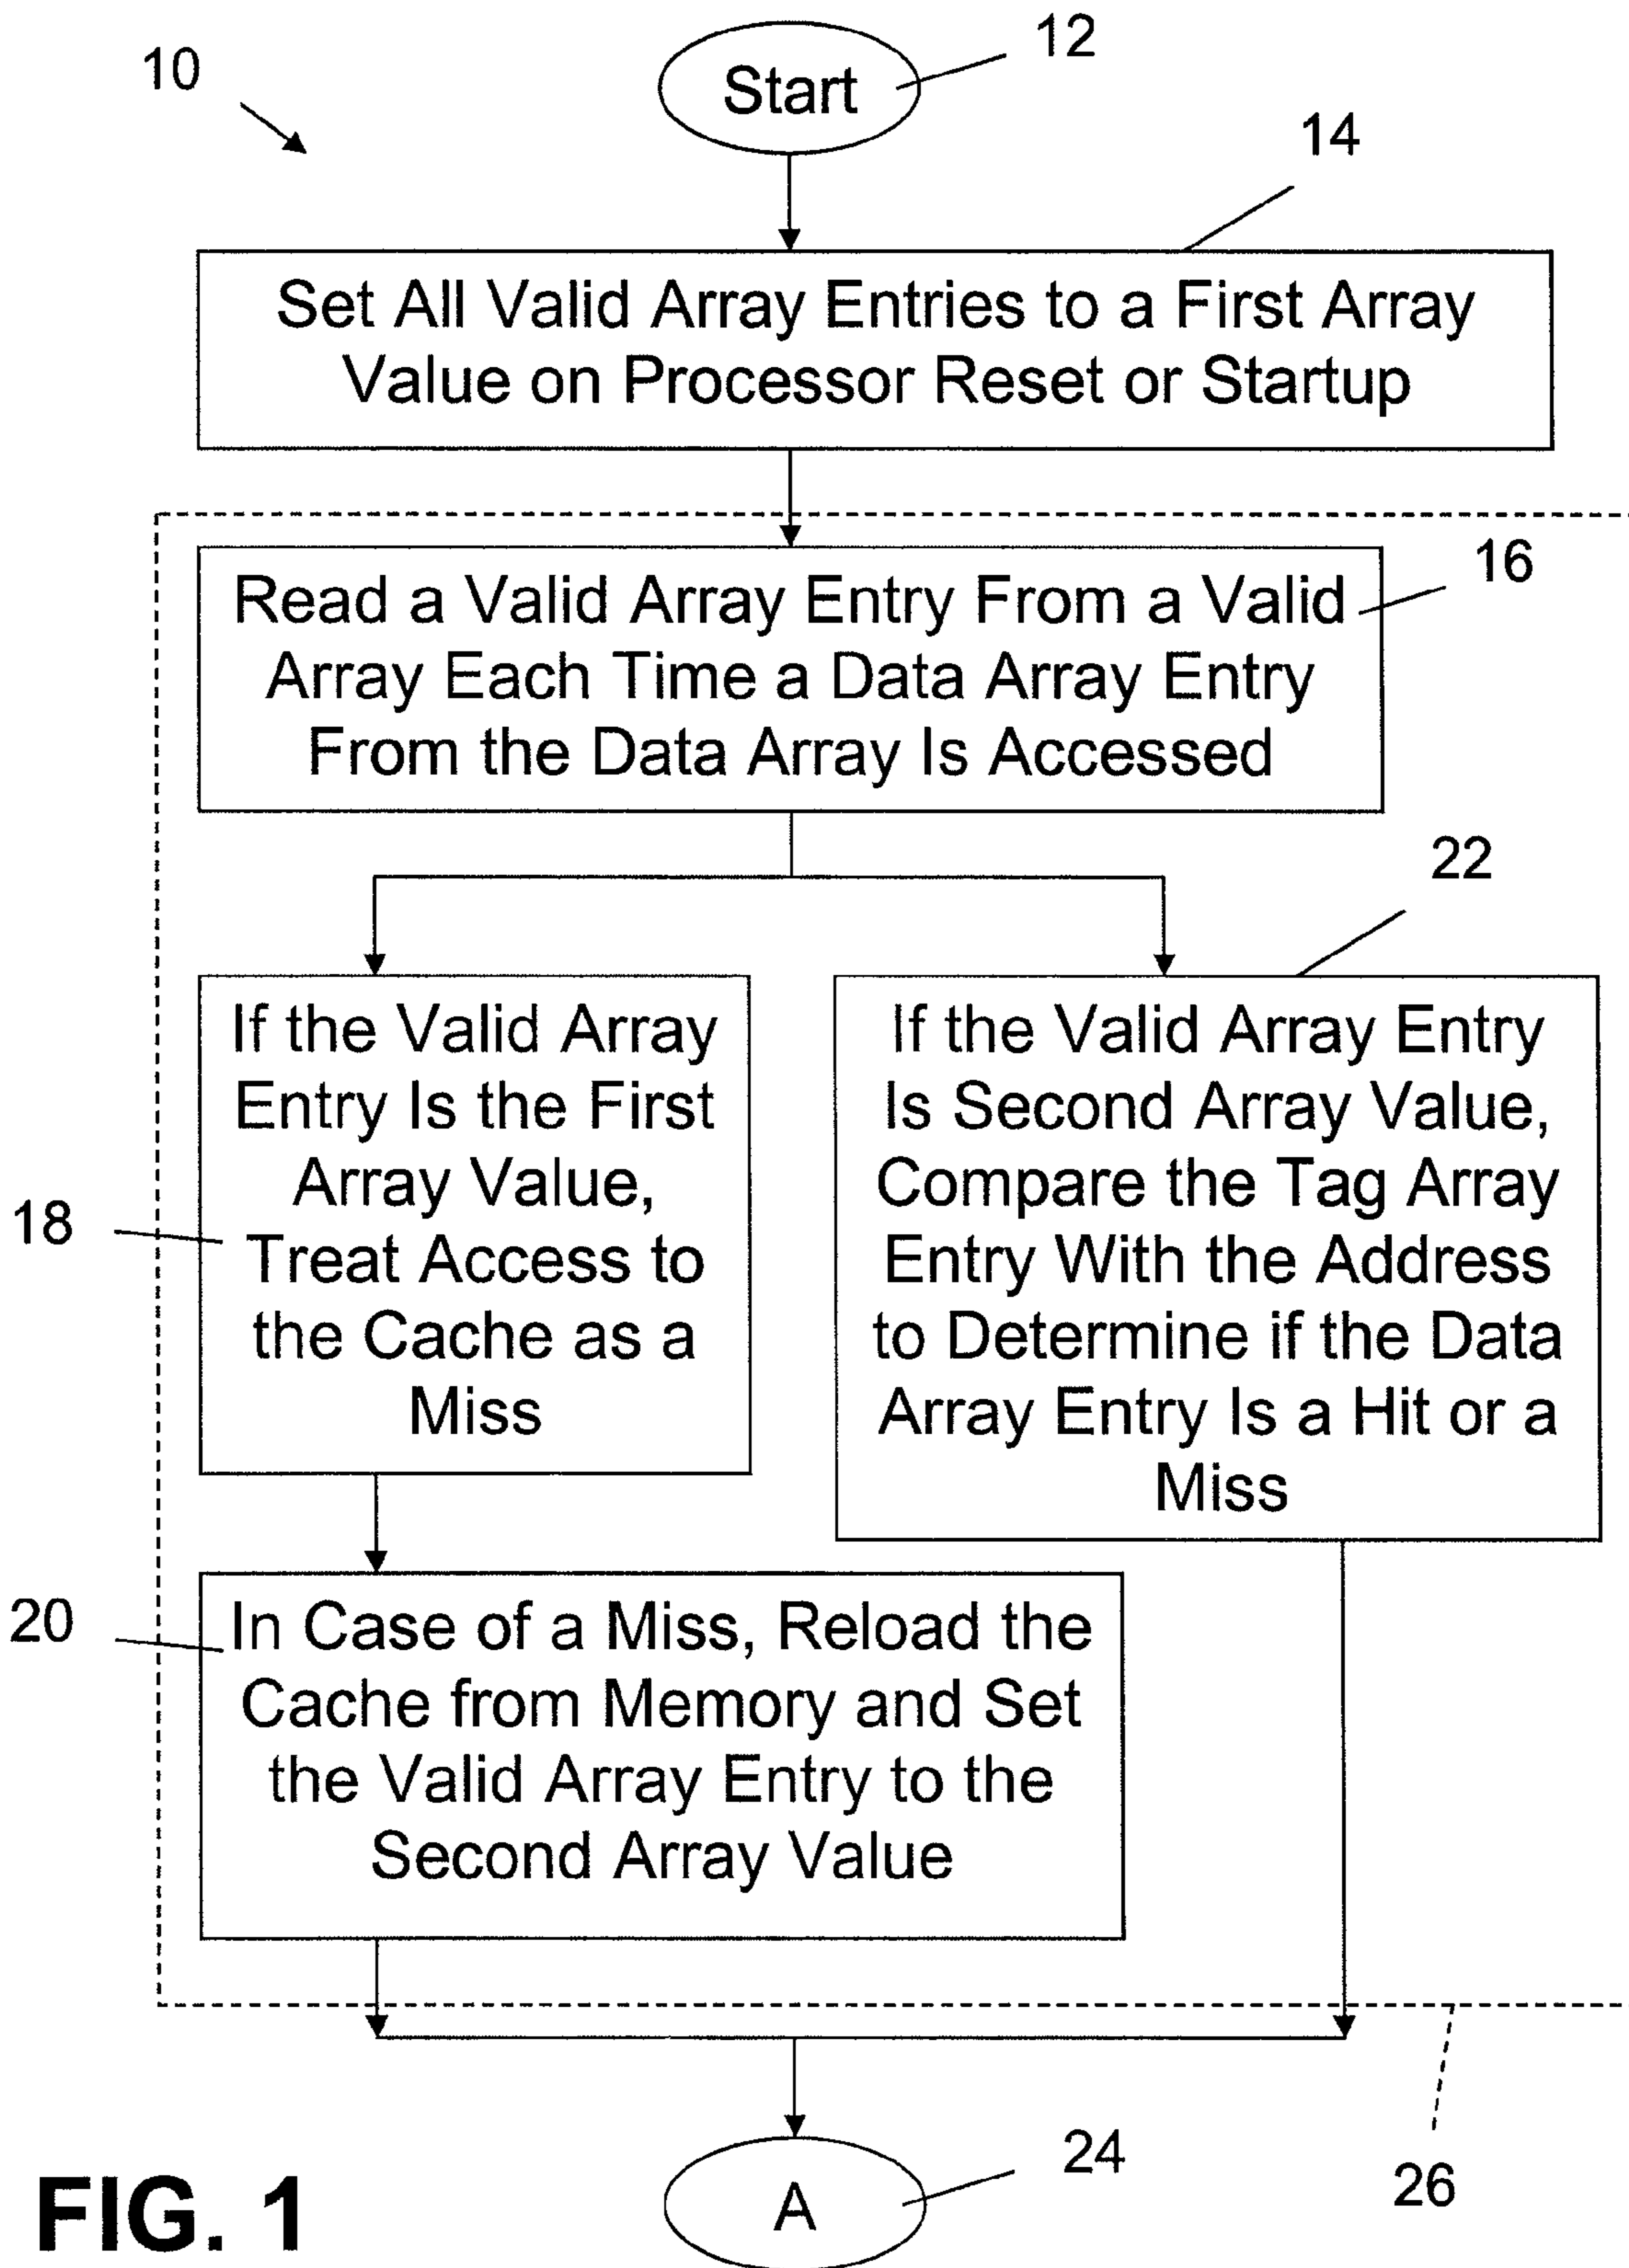 10
Start
12
14
Set All Valid Array Entries to a First Array
Value on Processor Reset or Startup
16
Read a Valid Array Entry From a Valid
Array Each Time a Data Array Entry
From the Data Array Is Accessed
22
18
If the Valid Array
Entry Is the First
Array Value,
Treat Access to
the Cache as a
Miss
If the Valid Array Entry
Is Second Array Value,
Compare the Tag Array
Entry With the Address
to Determine if the Data
Array Entry Is a Hit or a
Miss
20
In Case of a Miss, Reload the
Cache from Memory and Set
the Valid Array Entry to the
Second Array Value
A
24
26
FIG. 1